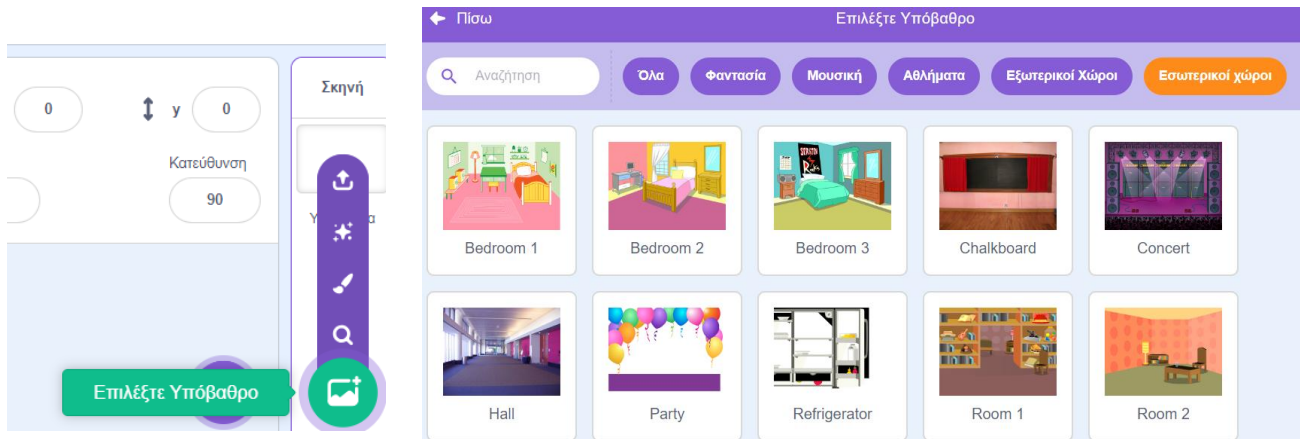 Σκηνή
0
y
0
Κατεύθυνση
90
Επιλέξτε Υπόβαθρο
Πίσω
Επιλέξτε Υπόβαθρο
Αναζήτηση
Όλα
Φαντασία
Μουσική
Αθλήματα
Εξωτερικοί Χώροι
Εσωτερικοί χώροι
Bedroom 1
Bedroom 2
Bedroom 3
Chalkboard
Concert
Hall
Party
Refrigerator
Room 1
Room 2